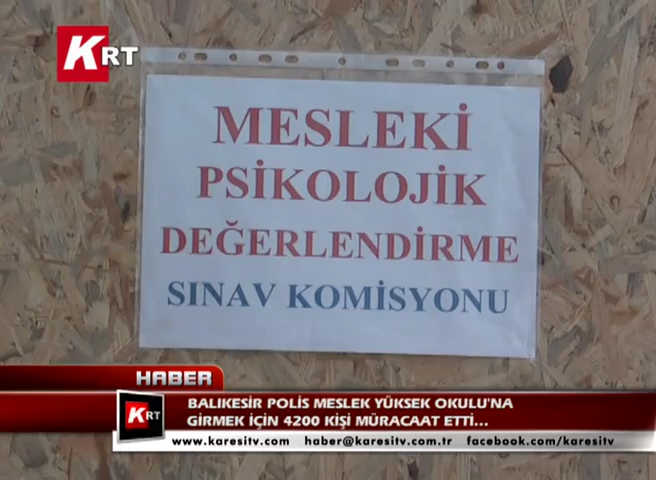 KRT
MESLEKİ
PSİKOLOJİK
DEĞERLENDİRME
SINAV KOMİSYONU
HABER
KRT
BALIKESİR POLİS MESLEK YÜKSEK OKULU'NA
GİRMEK İÇİN 4200 KİŞİ MÜRACAAT ETTİ...
www.karesitv.com haber@karesitv.com.tr facebook.com/karesitv